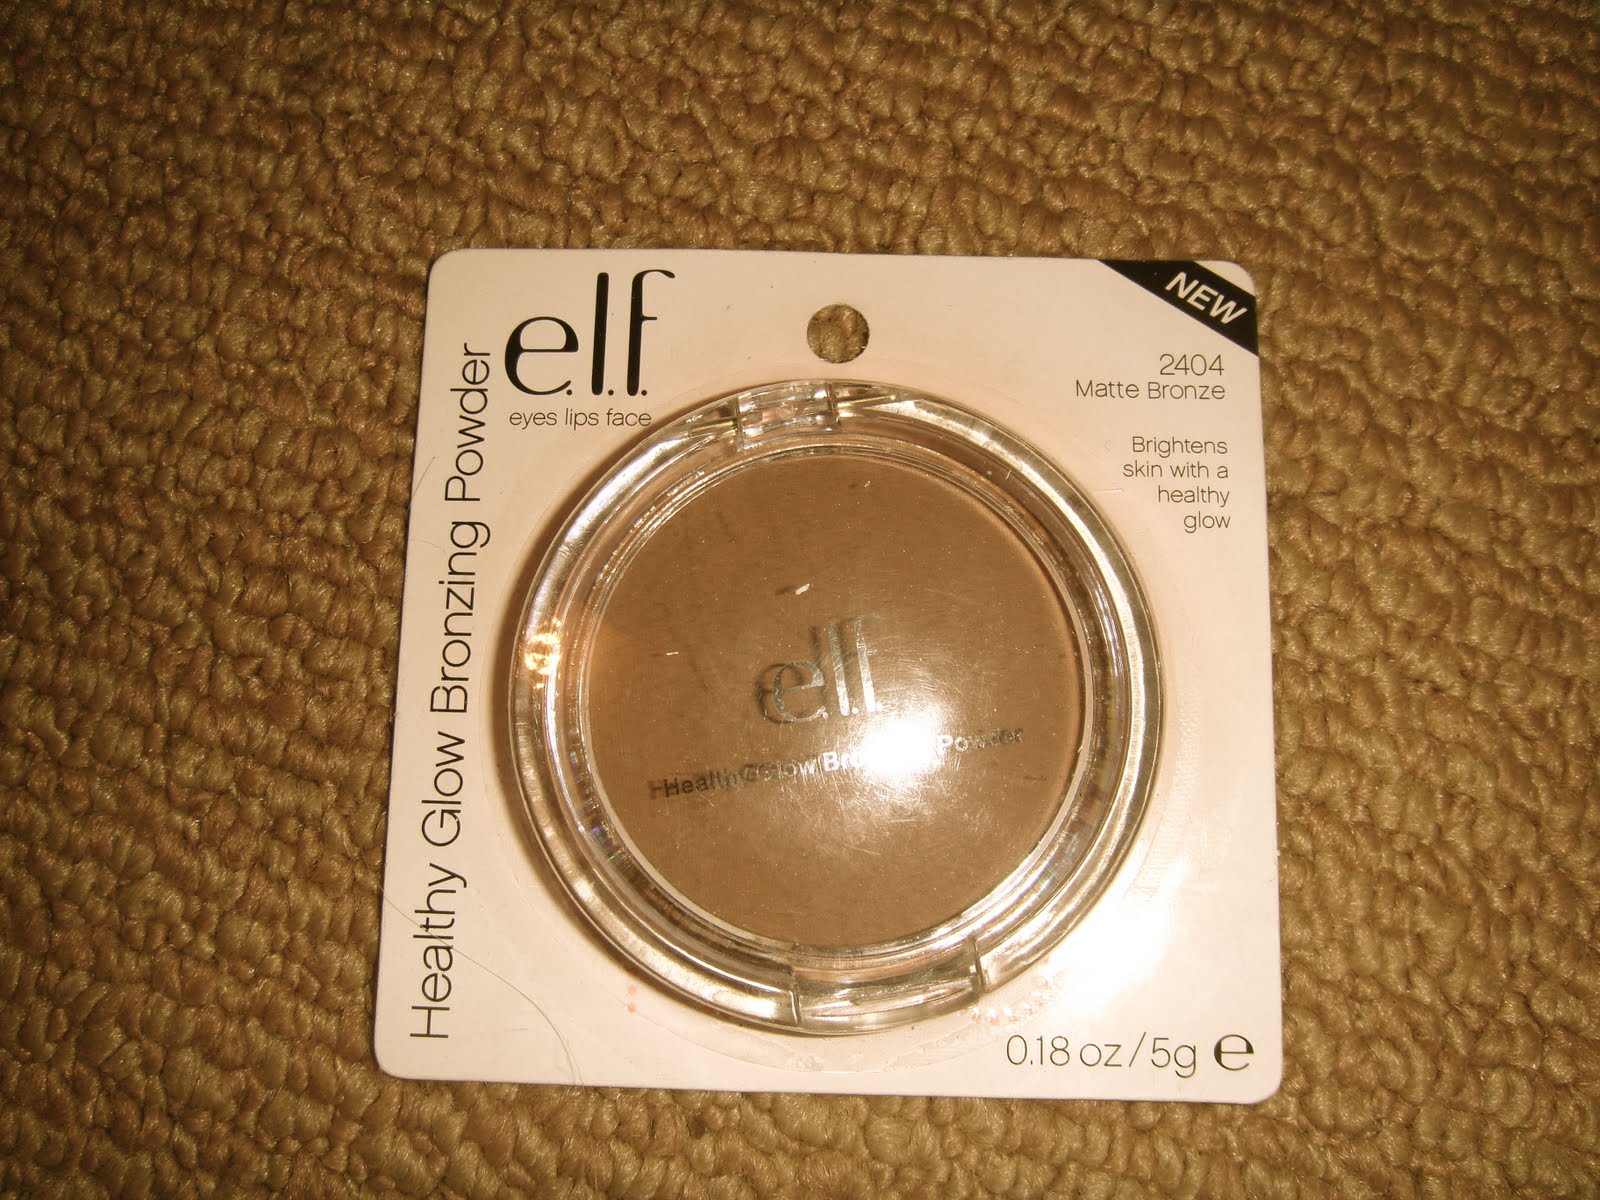 e.l.f.
eyes lips face
Healthy Glow Bronzing Powder
NEW
2404
Matte Bronze
Brightens
skin with a
healthy
glow
e.l.f.
Healthy Glow Bronzing Powder
0.18 oz/5g ℮